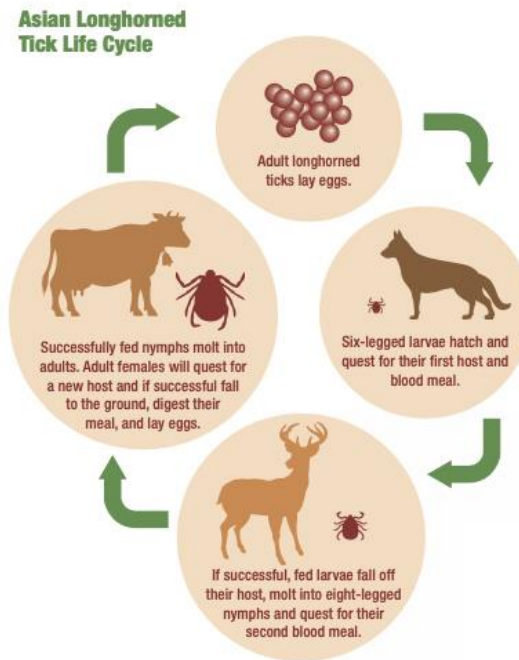 Asian Longhorned
Tick Life Cycle
Adult longhorned
ticks lay eggs.
Six-legged larvae hatch and
quest for their first host and
blood meal.
If successful, fed larvae fall off
their host, molt into eight-legged
nymphs and quest for their
second blood meal.
Successfully fed nymphs molt into
adults. Adult females will quest for
a new host and if successful fall
to the ground, digest their
meal, and lay eggs.